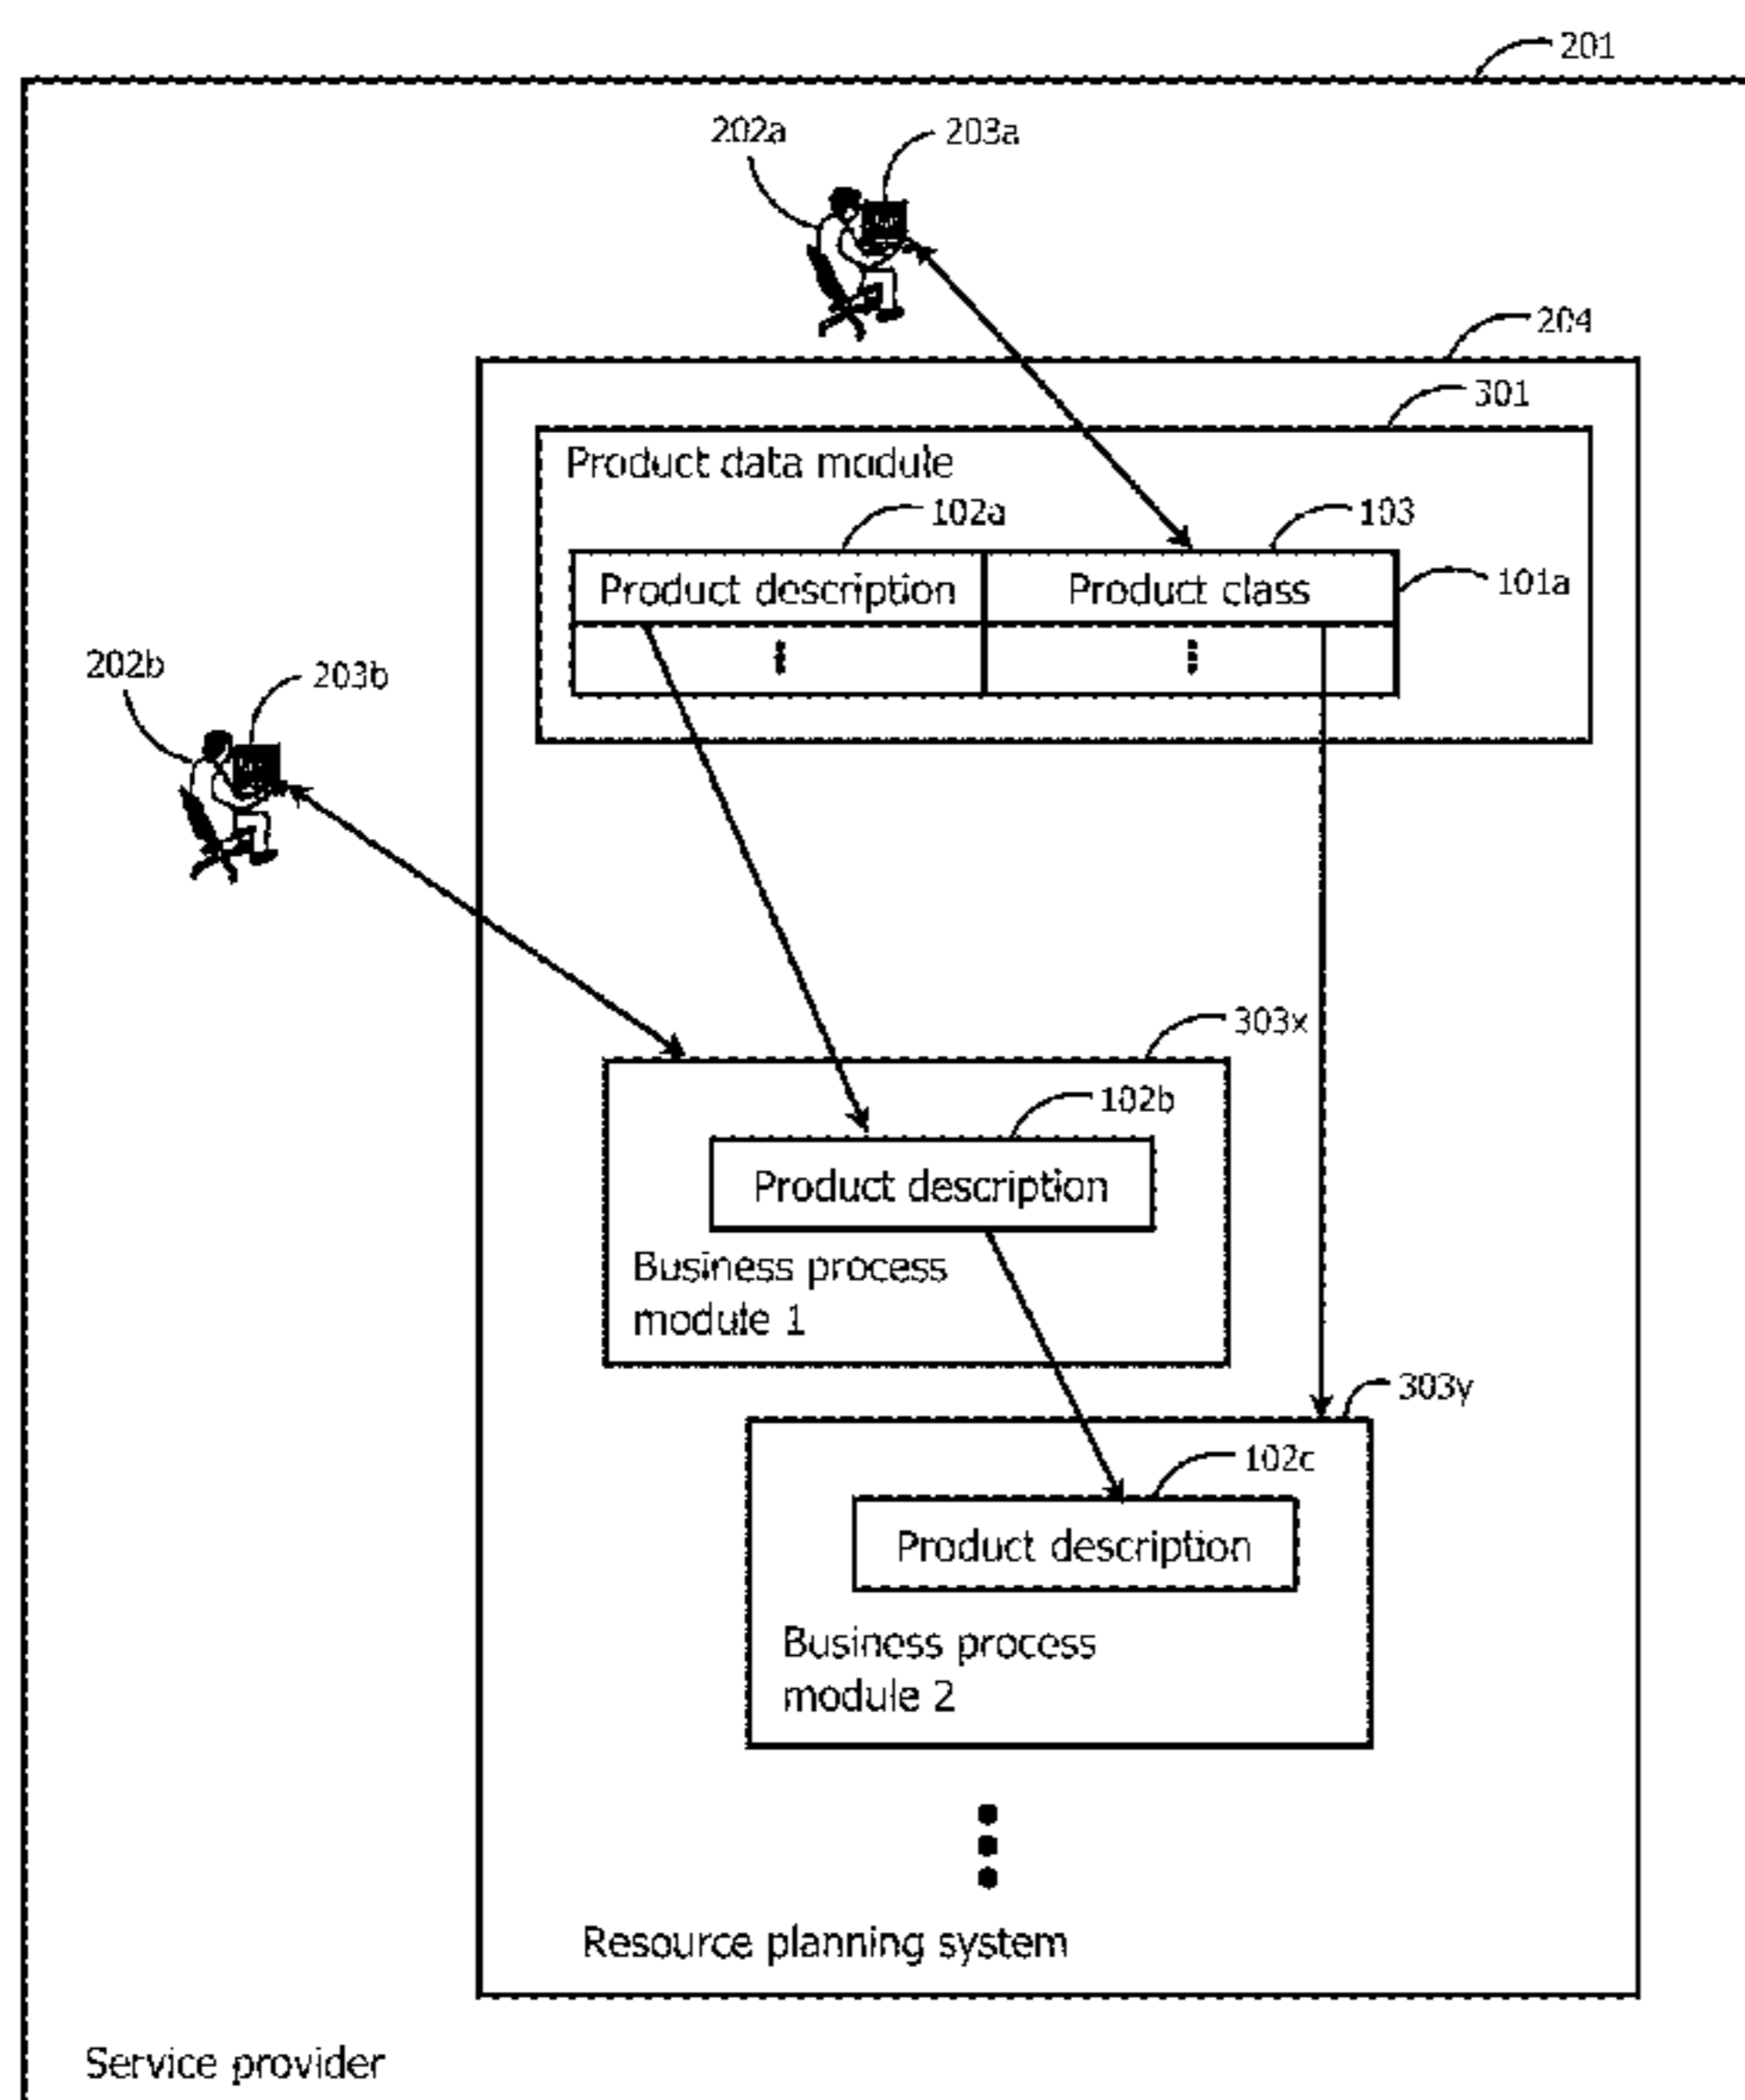 201
202a
203a
204
301
Product data module
102a
103
Product description
Product class
101a
202b
203b
303x
102b
Product description
Business process
module 1
303y
102c
Product description
Business process
module 2
Resource planning system
Service provider